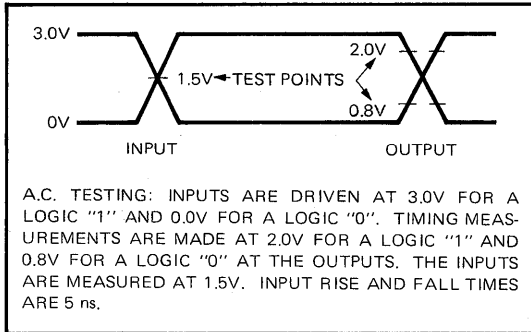 3.0V
2.0V
1.5V TEST POINTS
0.8V
0V
INPUT OUTPUT
A.C. TESTING: INPUTS ARE DRIVEN AT 3.0V FOR A
LOGIC "1" AND 0.0V FOR A LOGIC "0". TIMING MEAS-
UREMENTS ARE MADE AT 2.0V FOR A LOGIC "1" AND
0.8V FOR A LOGIC "0" AT THE OUTPUTS. THE INPUTS
ARE MEASURED AT 1.5V. INPUT RISE AND FALL TIMES
ARE 5 ns.